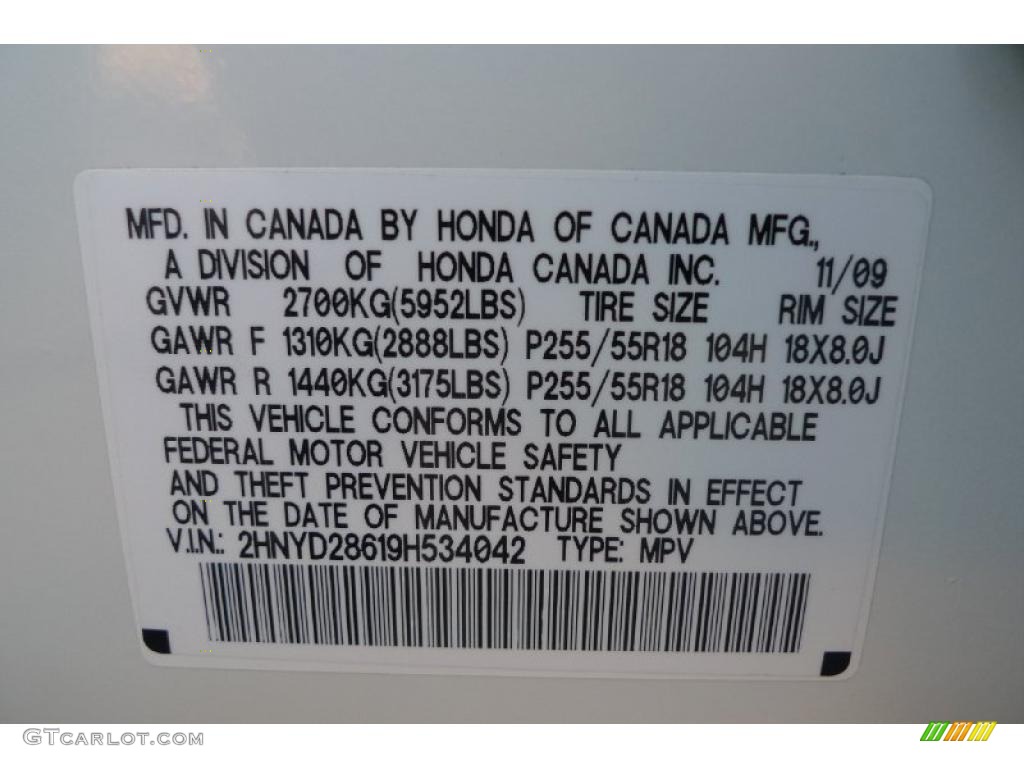 MFD. IN CANADA BY HONDA OF CANADA MFG.,
A DIVISION OF HONDA CANADA INC. 11/09
GVWR 2700KG(5952LBS) TIRE SIZE RIM SIZE
GAWR F 1310KG(2888LBS) P255/55R18 104H 18X8.0J
GAWR R 1440KG(3175LBS) P255/55R18 104H 18X8.0J
THIS VEHICLE CONFORMS TO ALL APPLICABLE
FEDERAL MOTOR VEHICLE SAFETY
AND THEFT PREVENTION STANDARDS IN EFFECT
ON THE DATE OF MANUFACTURE SHOWN ABOVE.
V.I.N.: 2HNYD28619H534042 TYPE: MPV
GTCARLOT.COM